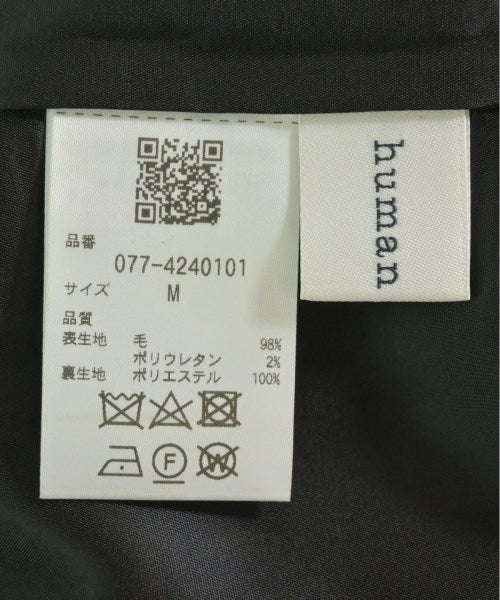 品番
077-4240101
サイズ M
品質
表生地 毛 98%
ポリウレタン 2%
裏生地 ポリエステル 100%
F
W
human